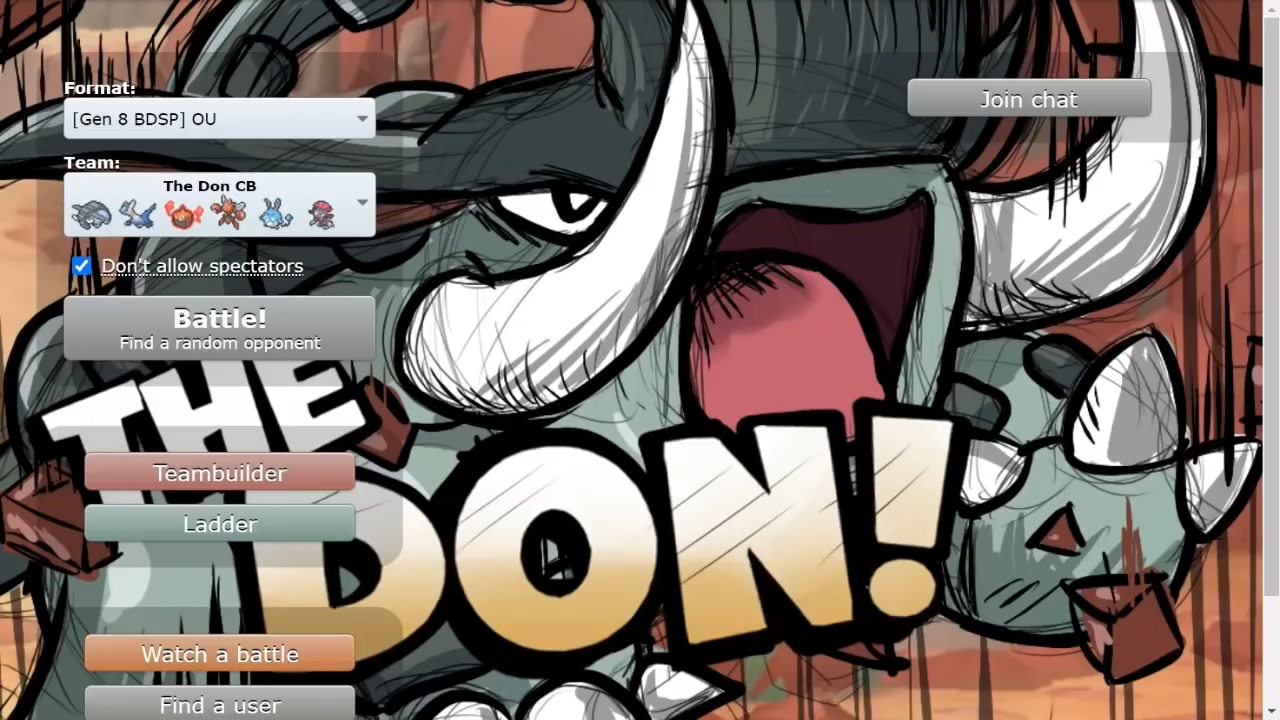 Format:
[Gen 8 BDSP] OU
Team:
The Don CB
Don't allow spectators
Battle!
Find a random opponent
Join chat
THE
DON!
Teambuilder
Ladder
Watch a battle
Find a user